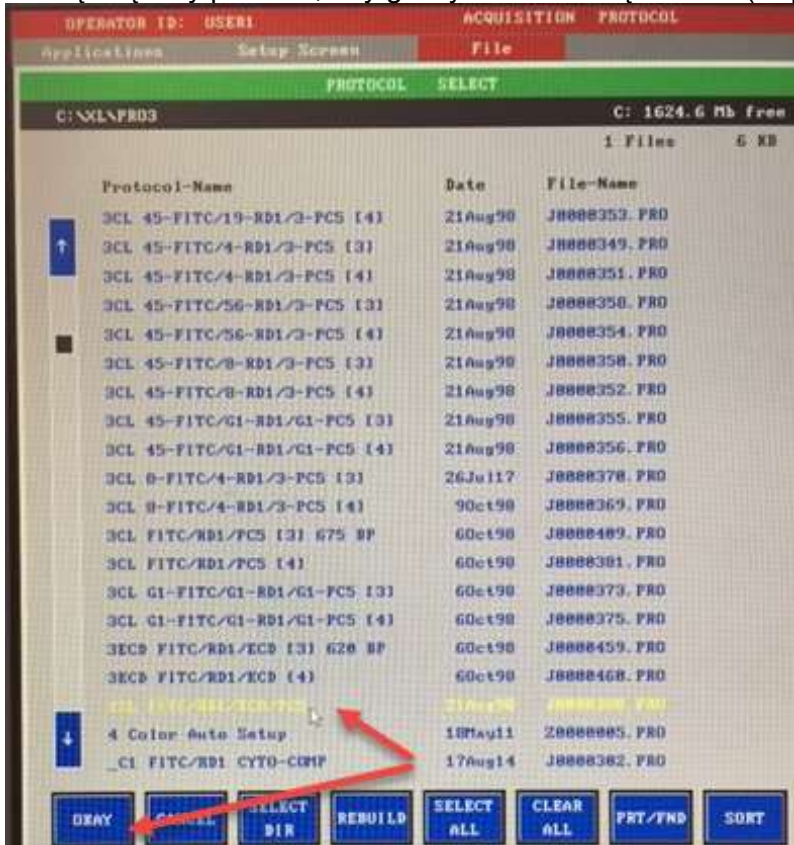 OPERATOR ID: USER1 ACQUISITION PROTOCOL
Applications Setup Screen File
PROTOCOL SELECT
C:\XL\PRO3 C: 1624.6 Mb free
1 Files 6 KB
Protocol-Name Date File-Name
3CL 45-FITC/19-RD1/3-PC5 [4] 21Aug98 J0000353.PRO
3CL 45-FITC/4-RD1/3-PC5 [3] 21Aug98 J0000349.PRO
3CL 45-FITC/4-RD1/3-PC5 [4] 21Aug98 J0000351.PRO
3CL 45-FITC/56-RD1/3-PC5 [3] 21Aug98
3CL 45-FITC/56-RD1/3-PC5 [4] 21Aug98 J0000354.PRO
3CL 45-FITC/8-RD1/3-PC5 [3] 21Aug98 J0000350.PRO
3CL 45-FITC/8-RD1/3-PC5 [4] 21Aug98 J0000352.PRO
3CL 45-FITC/G1-RD1/G1-PC5 [3] 21Aug98 J0000355.PRO
3CL 45-FITC/G1-RD1/G1-PC5 [4] 21Aug98 J0000356.PRO
3CL 8-FITC/4-RD1/3-PC5 [3] 26Jul17 J0000370.PRO
3CL 8-FITC/4-RD1/3-PC5 [4] 9Oct98 J0000369.PRO
3CL FITC/RD1/PC5 [3] 675 BP 6Oct98 J0000409.PRO
3CL FITC/RD1/PC5 [4] 6Oct98 J0000381.PRO
3CL G1-FITC/G1-RD1/G1-PC5 [3] 6Oct98 J0000373.PRO
3CL G1-FITC/G1-RD1/G1-PC5 [4] 6Oct98 J0000375.PRO
3ECD FITC/RD1/ECD [3] 620 BP 6Oct98 J0000459.PRO
3ECD FITC/RD1/ECD [4] 6Oct98 J0000460.PRO
FITC/RD1/ECD/PC5 21Aug98
4 Color Auto Setup 18May11 Z0000005.PRO
_C1 FITC/RD1 CYTO-COMP 17Aug14 J0000302.PRO
OKAY CANCEL SELECT DIR REBUILD SELECT ALL CLEAR ALL PRT/FND SORT